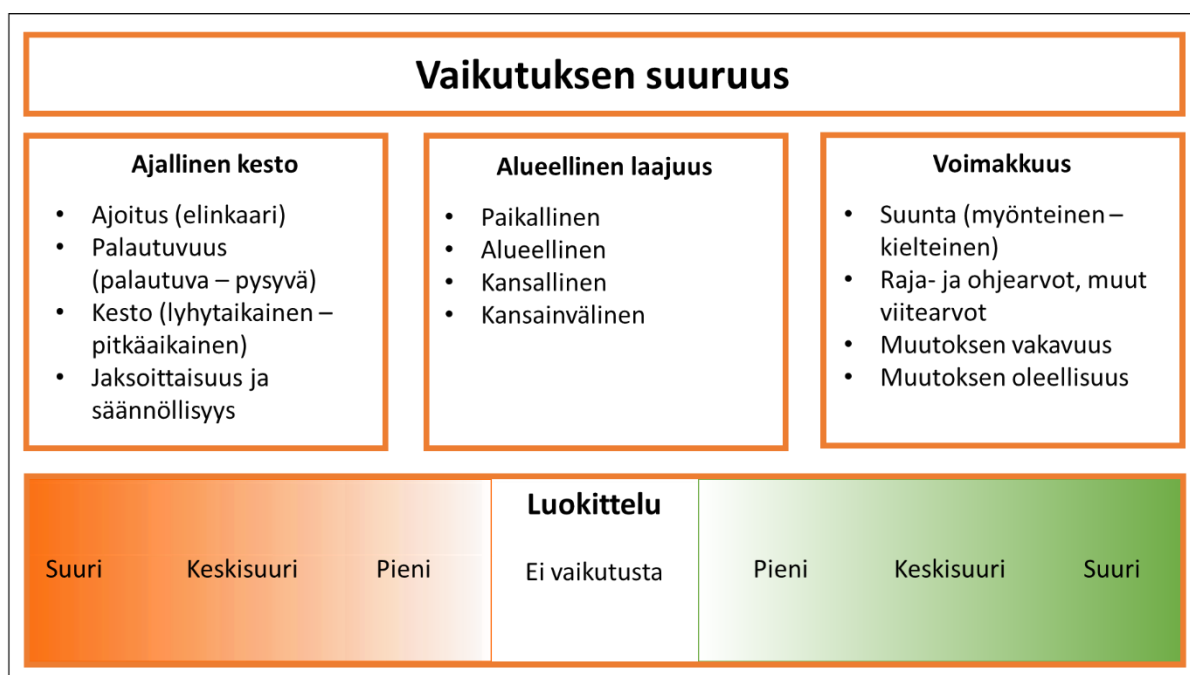 Vaikutuksen suuruus
Ajallinen kesto
• Ajoitus (elinkaari)
• Palautuvuus
(palautuva – pysyvä)
• Kesto (lyhytaikainen –
pitkäaikainen)
• Jaksoittaisuus ja
säännöllisyys
Alueellinen laajuus
• Paikallinen
• Alueellinen
• Kansallinen
• Kansainvälinen
Voimakkuus
• Suunta (myönteinen –
kielteinen)
• Raja- ja ohjearvot, muut
viitearvot
• Muutoksen vakavuus
• Muutoksen oleellisuus
Luokittelu
Suuri Keskisuuri Pieni Ei vaikutusta Pieni Keskisuuri Suuri